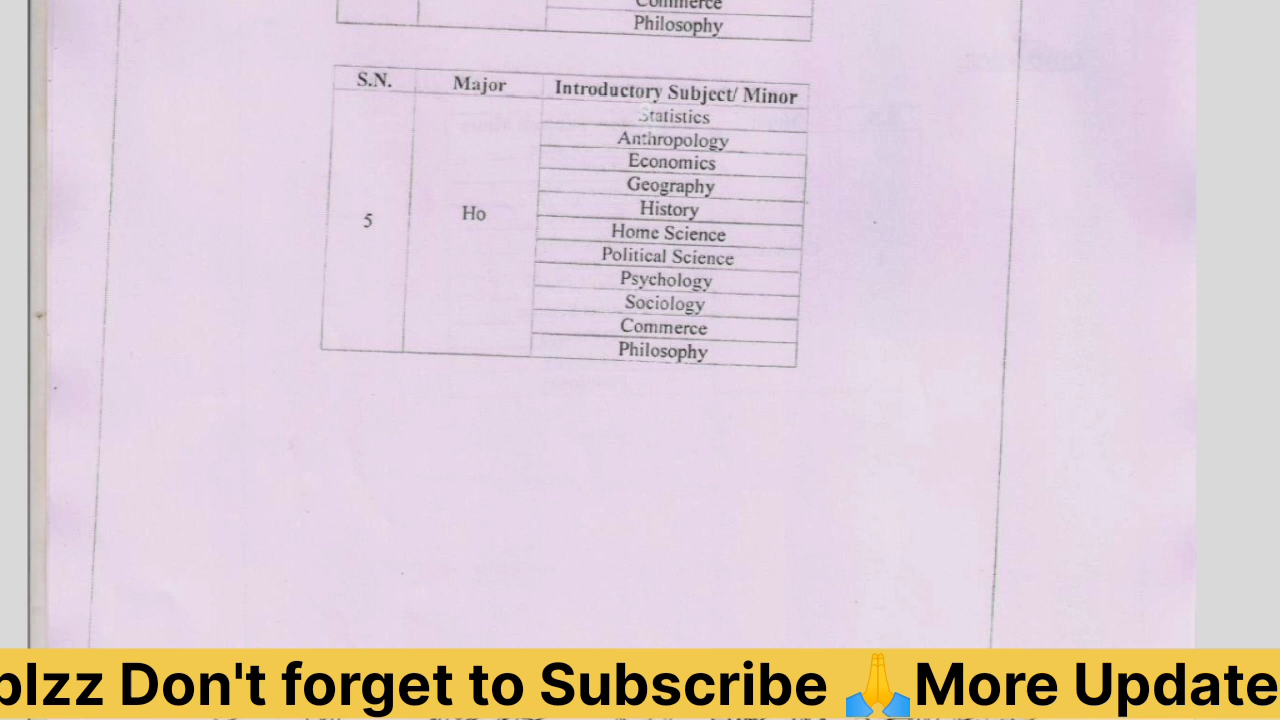 Commerce
Philosophy
S.N. Major Introductory Subject/ Minor
Statistics
Anthropology
Economics
Geography
History
5 Ho
Home Science
Political Science
Psychology
Sociology
Commerce
Philosophy
plzz Don't forget to Subscribe 🙏More Update